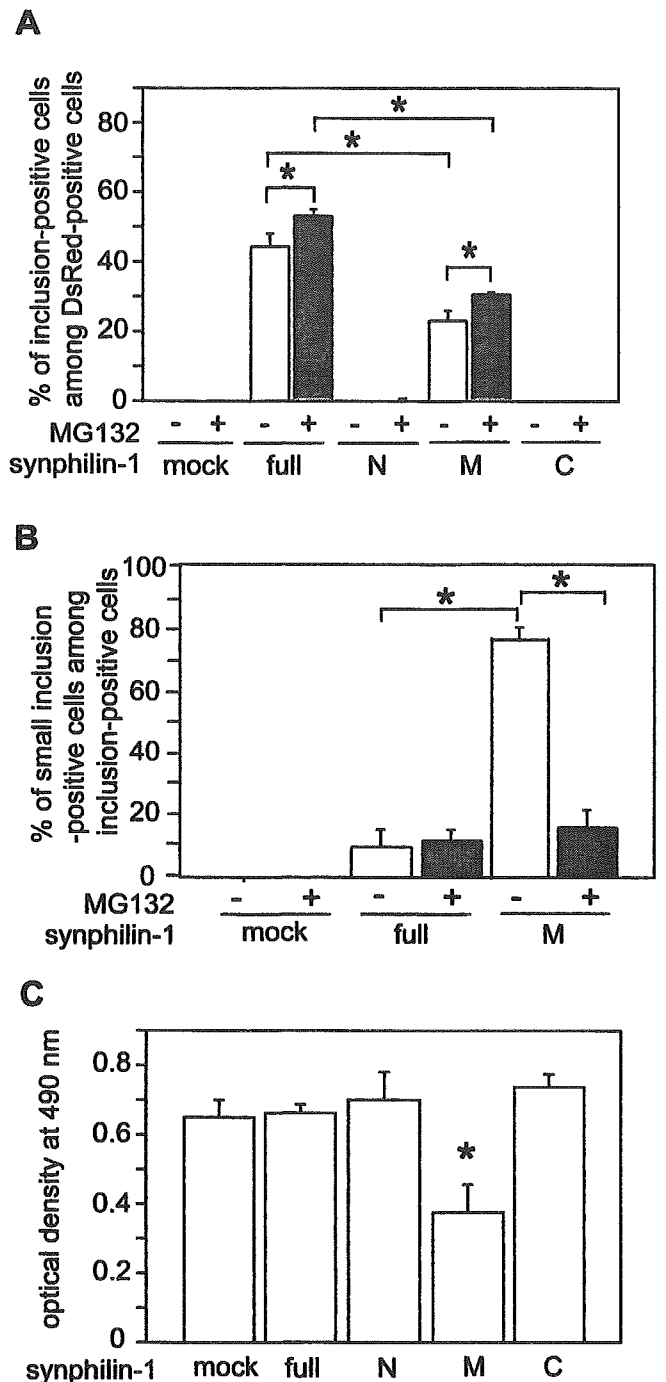 A
% of inclusion-positive cells
among DsRed-positive cells
80
60
40
20
0
*
*
*
*
MG132 - + - + - + - + - +
synphilin-1 mock full N M C
B
% of small inclusion
-positive cells among
inclusion-positive cells
100
80
60
40
20
0
*
*
MG132 - + - + - +
synphilin-1 mock full M
C
optical density at 490 nm
0.8
0.6
0.4
0.2
0
*
synphilin-1 mock full N M C